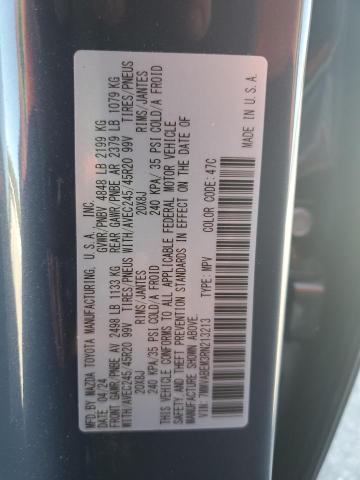 MFD. BY MAZDA TOYOTA MANUFACTURING, U.S.A., INC.
04/24 GVWR/PNBV 4848 LB 2199 KG
FRONT GAWR/PNBE AV 2498 LB 1133 KG REAR GAWR/PNBE AR 2379 LB 1079 KG
WITH/AVEC245/45R20 99V TIRES/PNEUS WITH/AVEC245/45R20 99V TIRES/PNEUS
20X8J RIMS/JANTES 20X8J RIMS/JANTES
240 KPA/35 PSI COLD/A FROID 240 KPA/ 35 PSI COLD/A FROID
THIS VEHICLE CONFORMS TO ALL APPLICABLE FEDERAL MOTOR VEHICLE
SAFETY AND THEFT PREVENTION STANDARDS IN EFFECT ON THE DATE OF
MANUFACTURE SHOWN ABOVE.
VIN: TYPE: MPV COLOR CODE: 47C
MADE IN U.S.A.